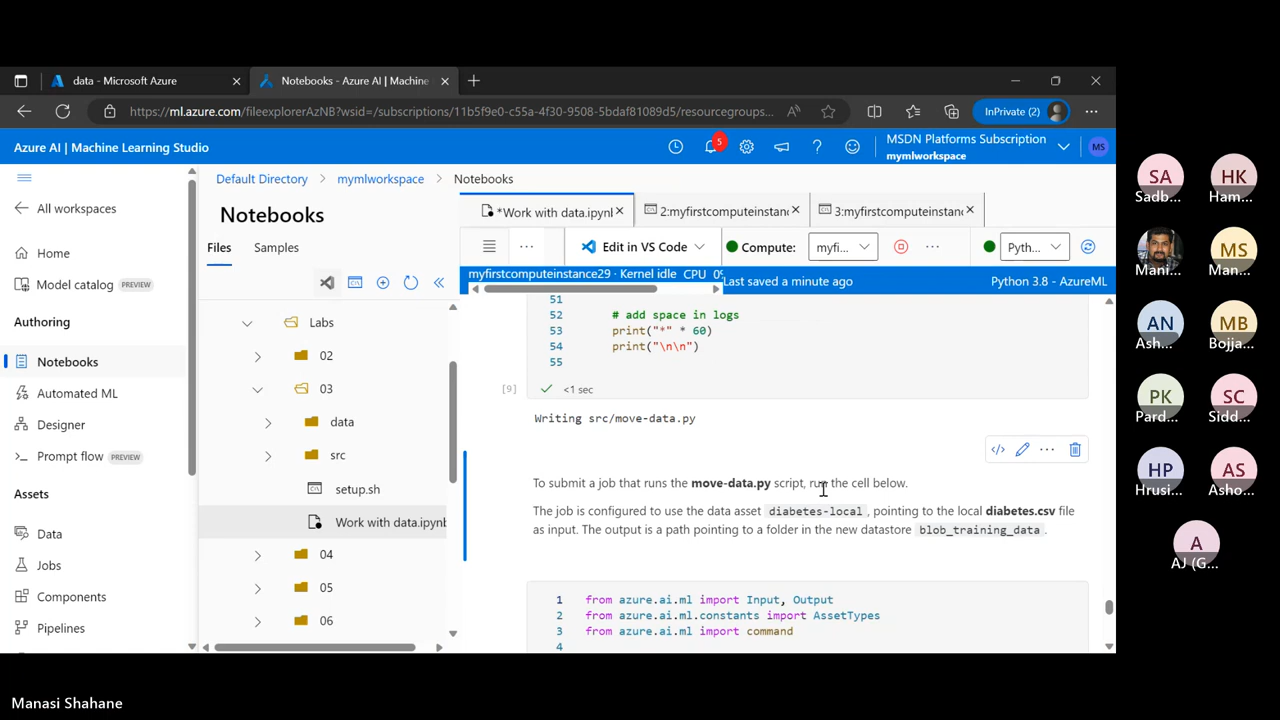 data - Microsoft Azure
Notebooks - Azure AI | Machine
https://ml.azure.com/fileexplorerAzNB?wsid=/subscriptions/11b5f9e0-c55a-4f30-9508-5bdaf81089d5/resourcegroups...
InPrivate (2)
Azure AI | Machine Learning Studio
5
MSDN Platforms Subscription
mymlworkspace
MS
All workspaces
Home
Model catalog PREVIEW
Authoring
Notebooks
Automated ML
Designer
Prompt flow PREVIEW
Assets
Data
Jobs
Components
Pipelines
Default Directory > mymlworkspace > Notebooks
Notebooks
Files Samples
Labs
02
03
data
src
setup.sh
Work with data.ipynb
04
05
06
*Work with data.ipynl
2:myfirstcomputeinstanc
3:myfirstcomputeinstanc
Edit in VS Code
Compute: myfi...
Pyth...
myfirstcomputeinstance29 · Kernel idle CPU 0%
Last saved a minute ago
Python 3.8 - AzureML
51
52 # add space in logs
53 print("*" * 60)
54 print("\n\n")
55
[9] <1 sec
Writing src/move-data.py
To submit a job that runs the move-data.py script, run the cell below.
The job is configured to use the data asset diabetes-local , pointing to the local diabetes.csv file
as input. The output is a path pointing to a folder in the new datastore blob_training_data .
1 from azure.ai.ml import Input, Output
2 from azure.ai.ml.constants import AssetTypes
3 from azure.ai.ml import command
4
SA
Sadb...
HK
Ham...
Mani...
MS
Man...
AN
Ash...
MB
Bojja...
PK
Pard...
SC
Sidd...
HP
Hrusi...
AS
Asho...
A
AJ (G...
Manasi Shahane